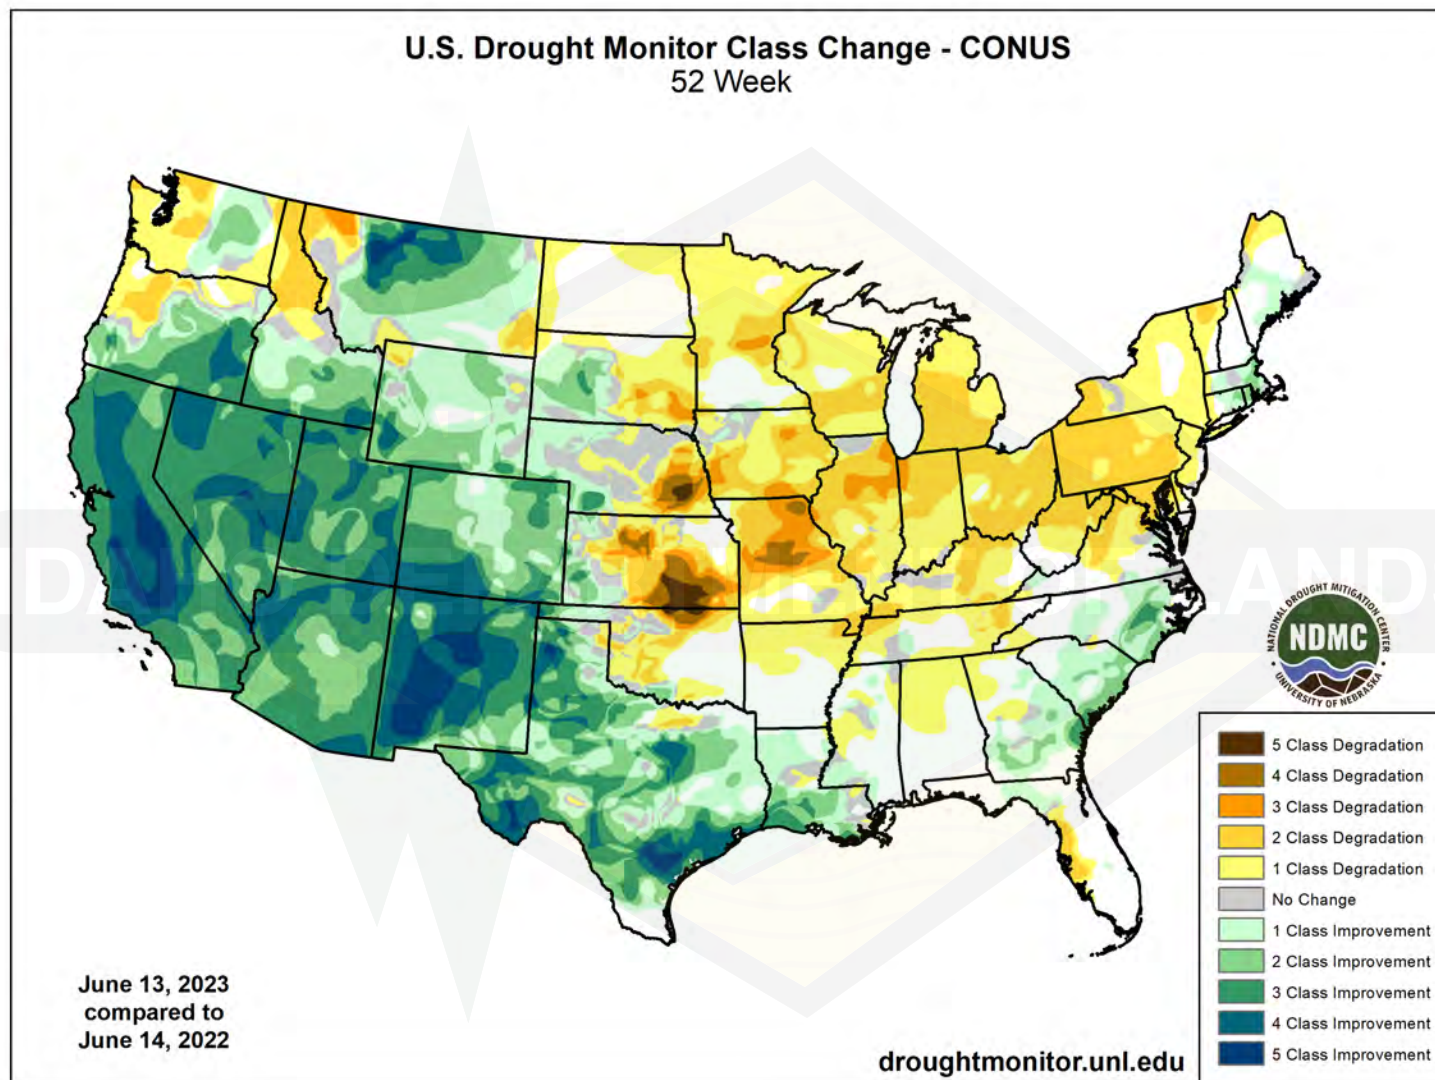 U.S. Drought Monitor Class Change - CONUS
52 Week
NATIONAL DROUGHT MITIGATION CENTER
NDMC
UNIVERSITY OF NEBRASKA
5 Class Degradation
4 Class Degradation
3 Class Degradation
2 Class Degradation
1 Class Degradation
No Change
1 Class Improvement
2 Class Improvement
3 Class Improvement
4 Class Improvement
5 Class Improvement
June 13, 2023
compared to
June 14, 2022
droughtmonitor.unl.edu